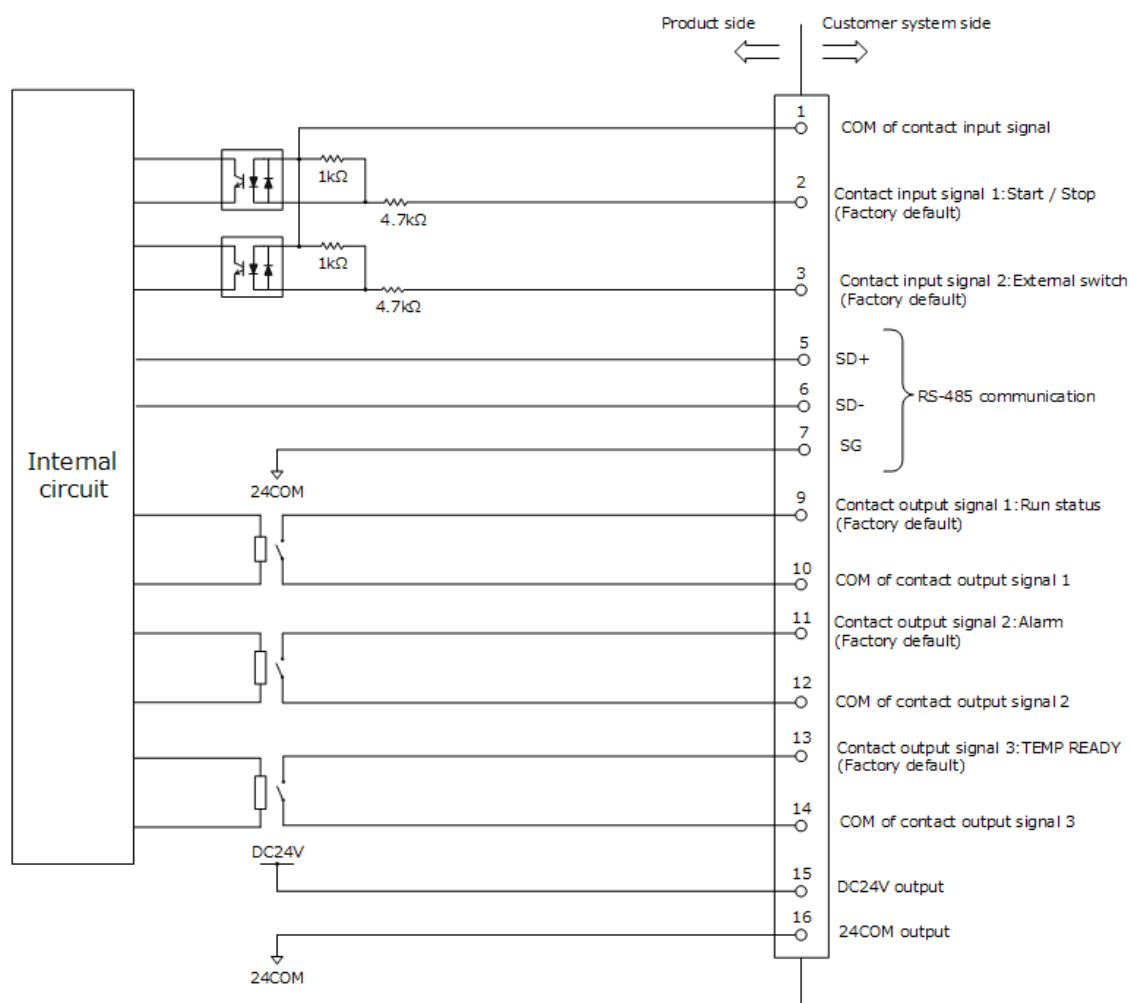 Product side
Customer system side
1
COM of contact input signal
1kΩ
2
Contact input signal 1:Start / Stop
(Factory default)
4.7kΩ
1kΩ
3
Contact input signal 2:External switch
(Factory default)
4.7kΩ
5
SD+
RS-485 communication
6
SD-
7
SG
Internal
circuit
24COM
9
Contact output signal 1:Run status
(Factory default)
10
COM of contact output signal 1
11
Contact output signal 2:Alarm
(Factory default)
12
COM of contact output signal 2
13
Contact output signal 3:TEMP READY
(Factory default)
14
COM of contact output signal 3
DC24V
15
DC24V output
16
24COM output
24COM